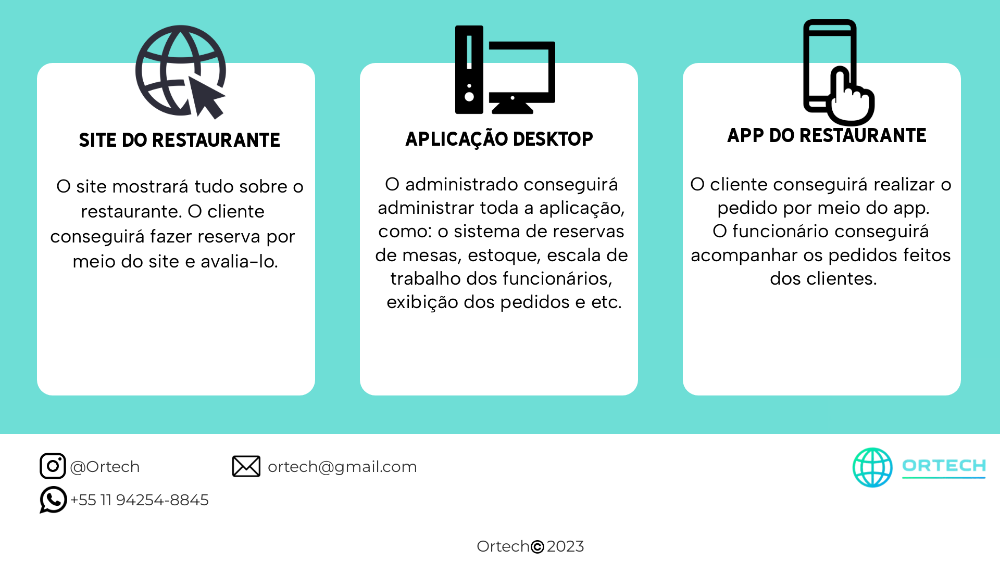 SITE DO RESTAURANTE
O site mostrará tudo sobre o
restaurante. O cliente
conseguirá fazer reserva por
meio do site e avalia-lo.
APLICAÇÃO DESKTOP
O administrado conseguirá
administrar toda a aplicação,
como: o sistema de reservas
de mesas, estoque, escala de
trabalho dos funcionários,
exibição dos pedidos e etc.
APP DO RESTAURANTE
O cliente conseguirá realizar o
pedido por meio do app.
O funcionário conseguirá
acompanhar os pedidos feitos
dos clientes.
@Ortech
ortech@gmail.com
+55 11 94254-8845
ORTECH
Ortech© 2023